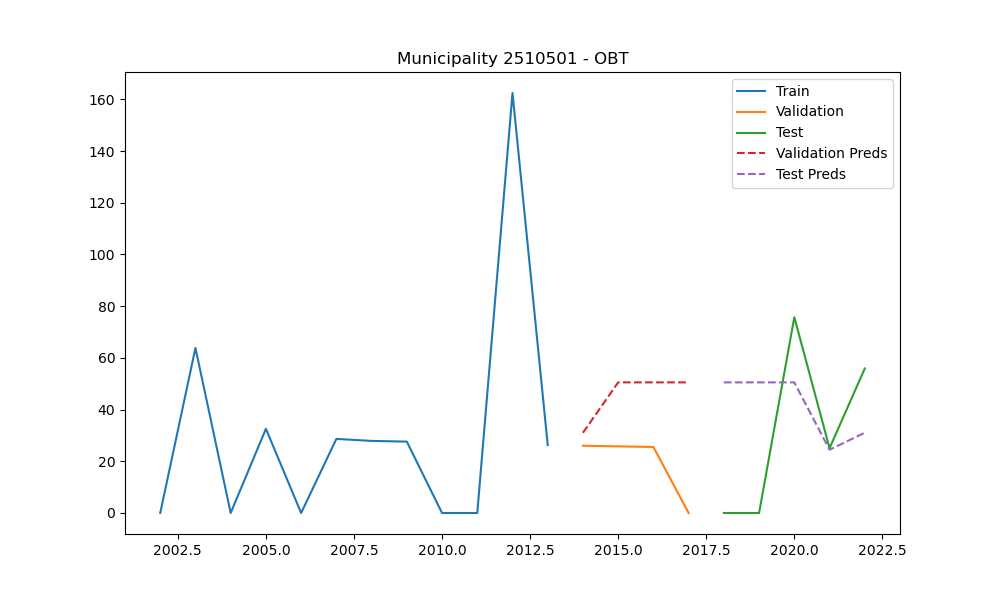 Municipality 2510501 - OBT
Train
Validation
Test
Validation Preds
Test Preds
160
140
120
100
80
60
40
20
0
2002.5 2005.0 2007.5 2010.0 2012.5 2015.0 2017.5 2020.0 2022.5